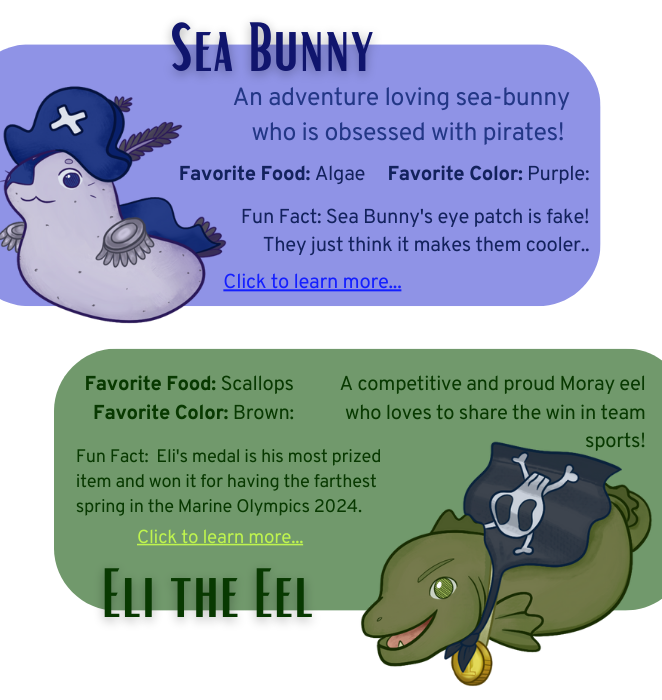 SEA BUNNY
An adventure loving sea-bunny
who is obsessed with pirates!
Favorite Food: Algae Favorite Color: Purple:
Fun Fact: Sea Bunny's eye patch is fake!
They just think it makes them cooler..
Click to learn more...
Favorite Food: Scallops
Favorite Color: Brown:
A competitive and proud Moray eel
who loves to share the win in team
sports!
Fun Fact: Eli's medal is his most prized
item and won it for having the farthest
spring in the Marine Olympics 2024.
Click to learn more...
ELI THE EEL